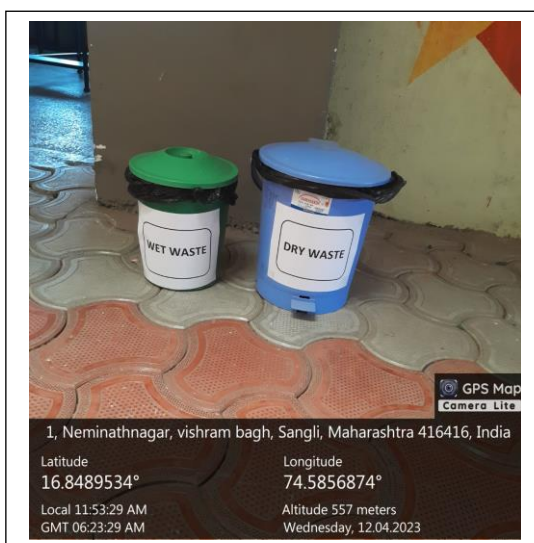 WET WASTE
DRY WASTE
GPS Map
Camera Lite
1, Neminathnagar, vishram bagh, Sangli, Maharashtra 416416, India
Latitude
Longitude
16.8489534°
74.5856874°
Local 11:53:29 AM
Altitude 557 meters
GMT 06:23:29 AM
Wednesday, 12.04.2023